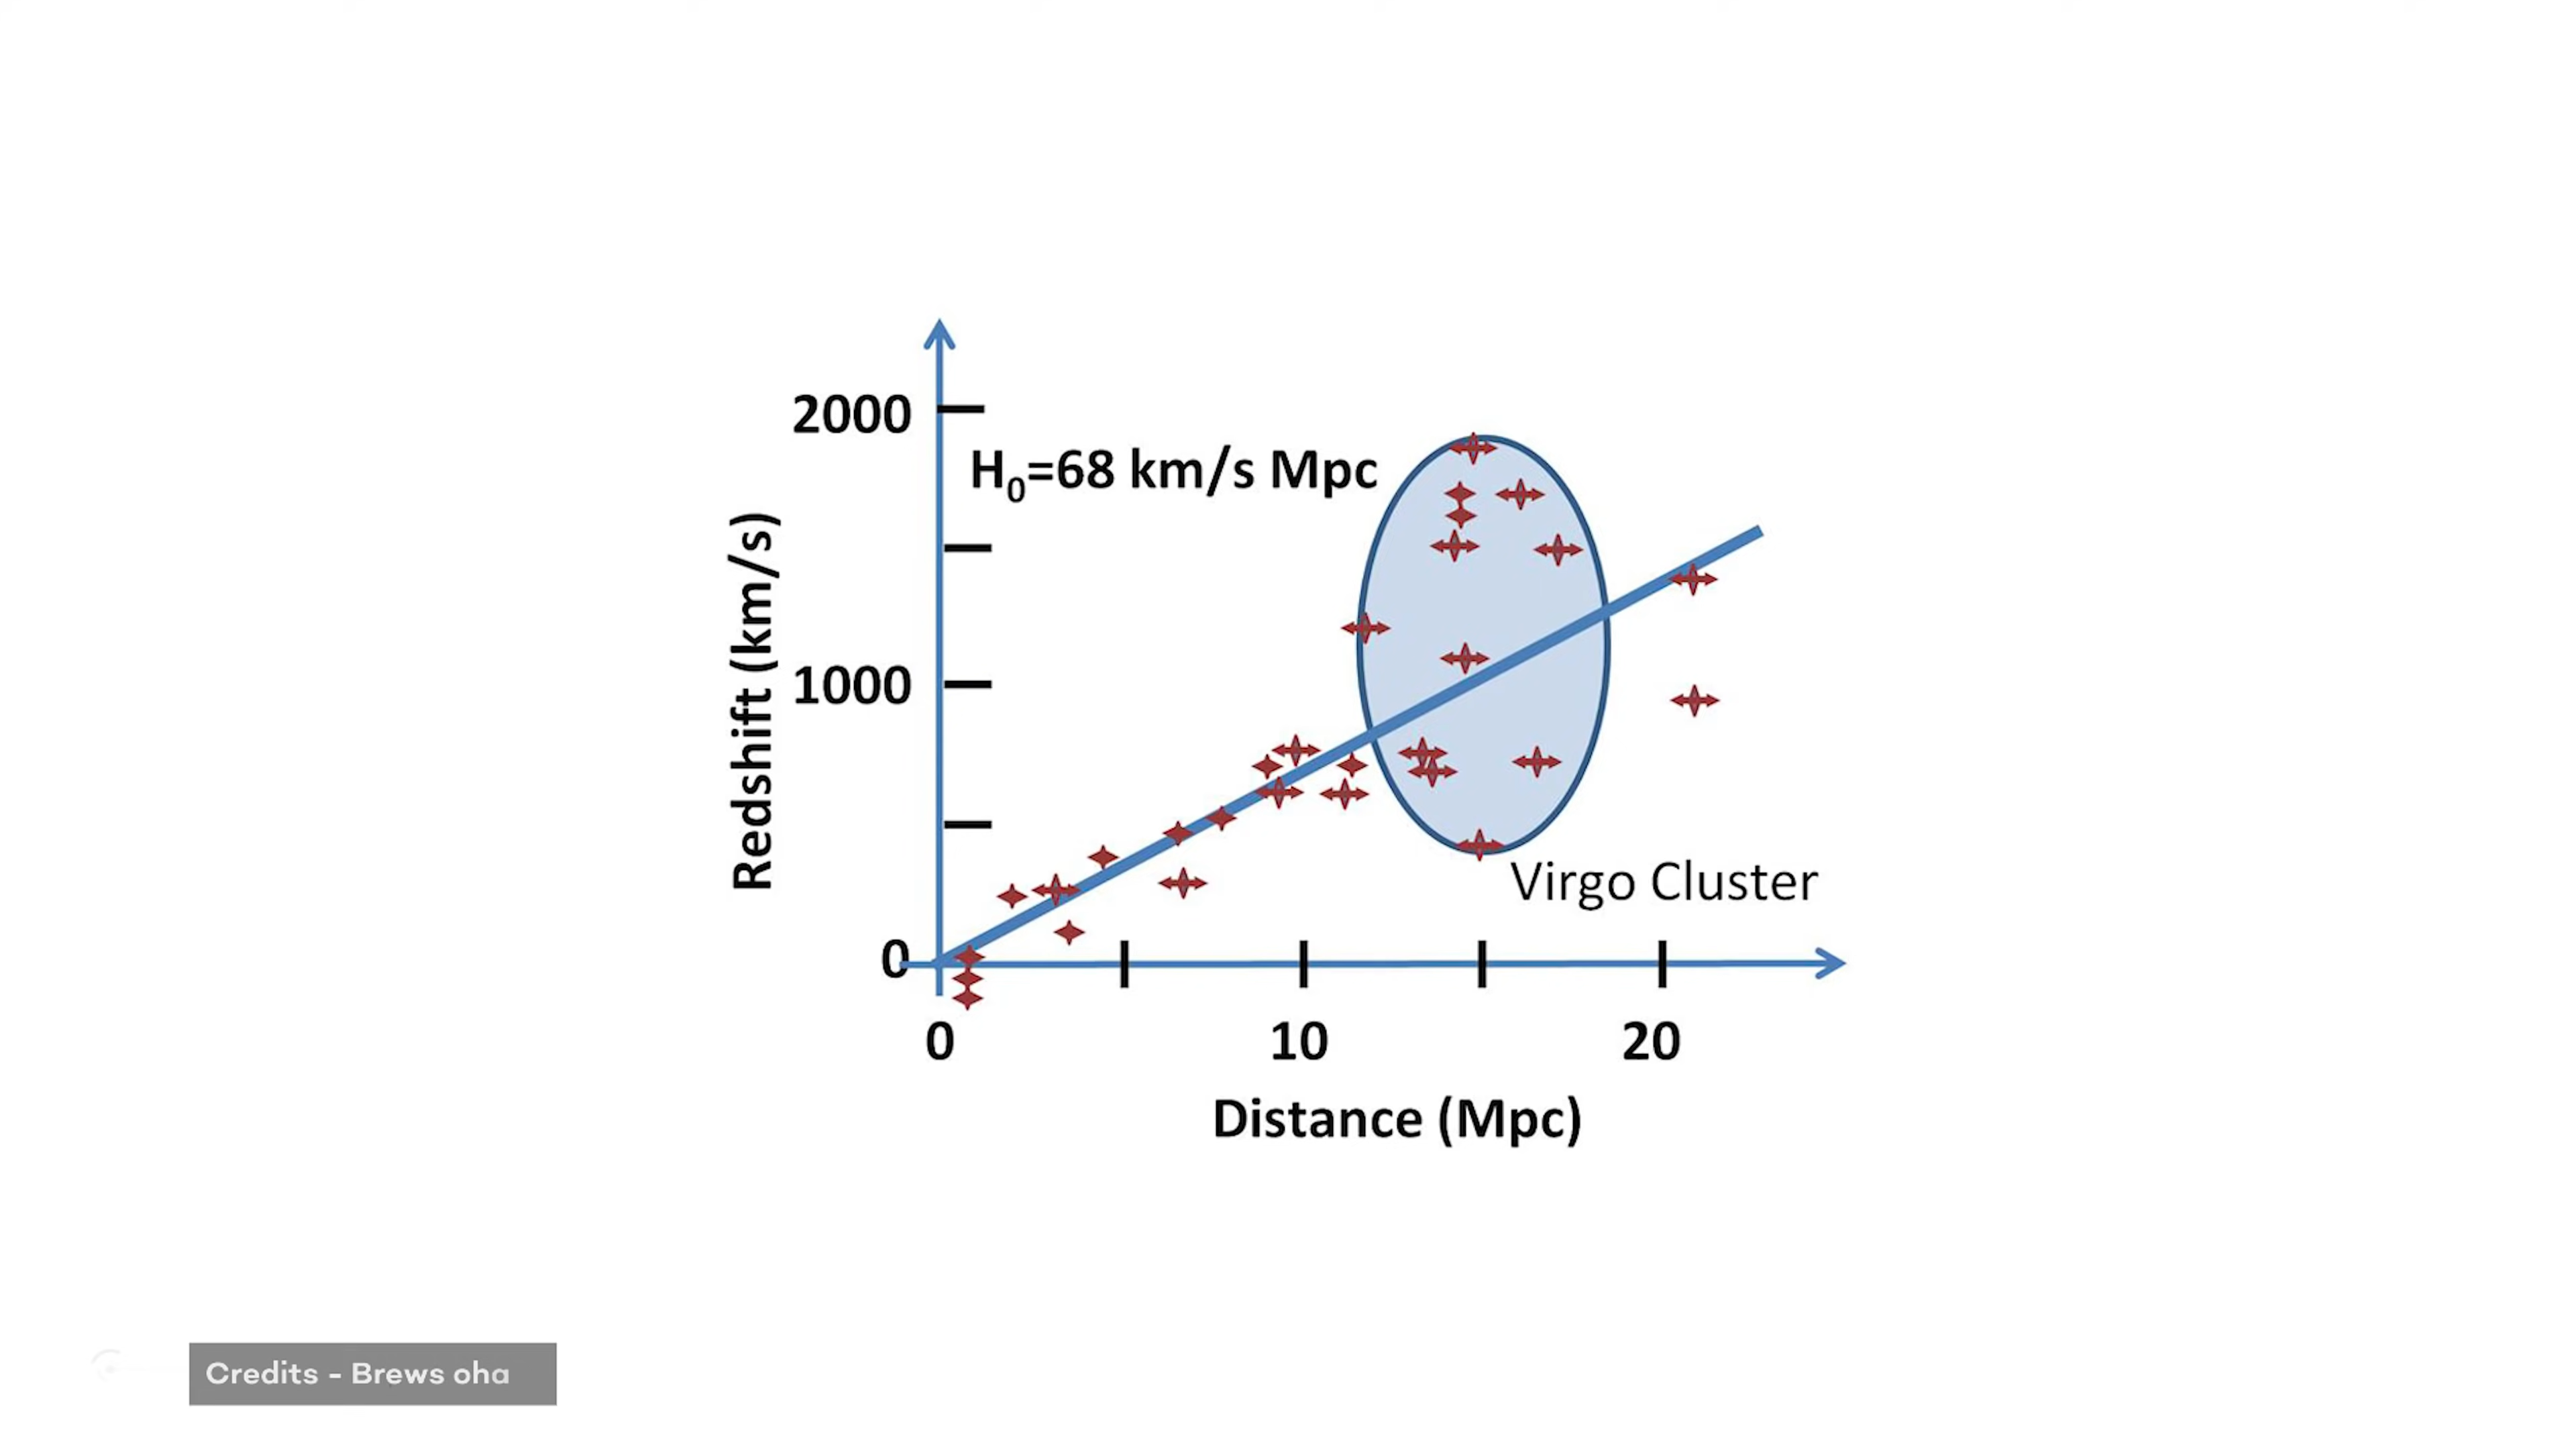 2000
H₀=68 km/s Mpc
Redshift (km/s)
1000
Virgo Cluster
0
0
10
20
Distance (Mpc)
Credits - Brews oha